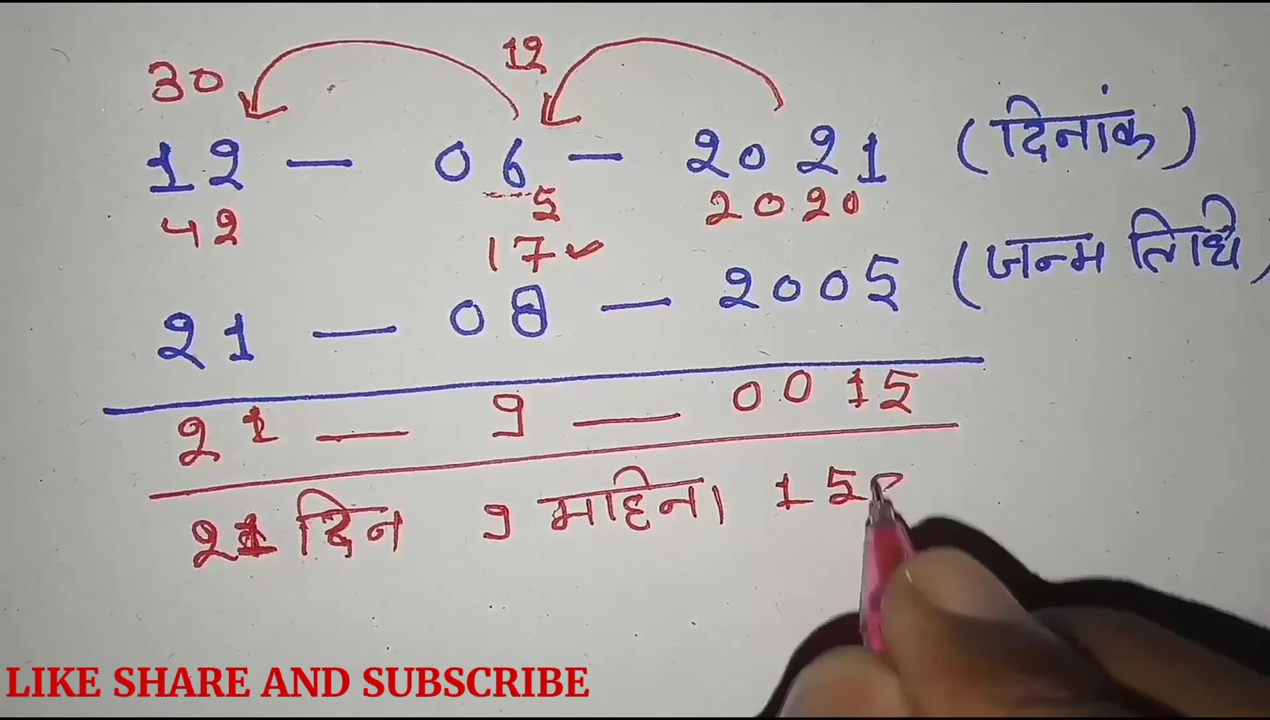 30 12
12 — 06 — 2021 (दिनांक)
42 5 2020
17✓
21 — 08 — 2005 (जन्म तिथि)
21 — 9 — 0015
21 दिन 9 महिना 15
LIKE SHARE AND SUBSCRIBE